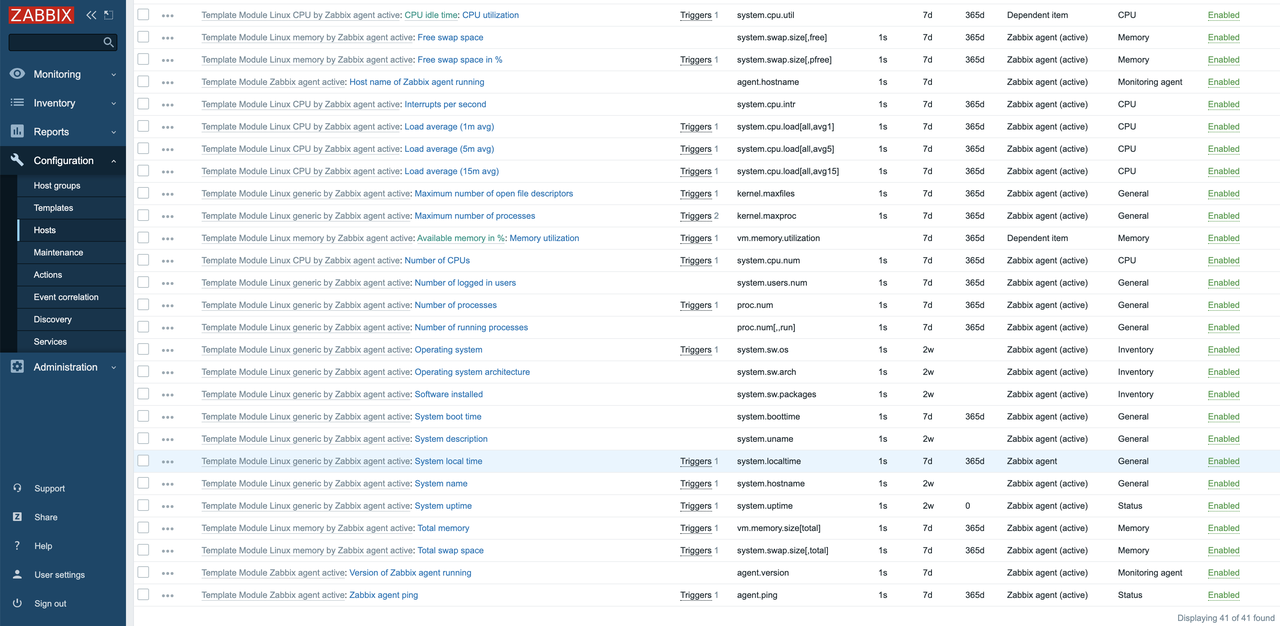 ZABBIX
Monitoring
Inventory
Reports
Configuration
Host groups
Templates
Hosts
Maintenance
Actions
Event correlation
Discovery
Services
Administration
Support
Share
Help
User settings
Sign out
Template Module Linux CPU by Zabbix agent active: CPU idle time: CPU utilization Triggers 1 system.cpu.util 7d 365d Dependent item CPU Enabled
Template Module Linux memory by Zabbix agent active: Free swap space system.swap.size[,free] 1s 7d 365d Zabbix agent (active) Memory Enabled
Template Module Linux memory by Zabbix agent active: Free swap space in % Triggers 1 system.swap.size[,pfree] 1s 7d 365d Zabbix agent (active) Memory Enabled
Template Module Zabbix agent active: Host name of Zabbix agent running agent.hostname 1s 7d Zabbix agent (active) Monitoring agent Enabled
Template Module Linux CPU by Zabbix agent active: Interrupts per second system.cpu.intr 1s 7d 365d Zabbix agent (active) CPU Enabled
Template Module Linux CPU by Zabbix agent active: Load average (1m avg) Triggers 1 system.cpu.load[all,avg1] 1s 7d 365d Zabbix agent (active) CPU Enabled
Template Module Linux CPU by Zabbix agent active: Load average (5m avg) Triggers 1 system.cpu.load[all,avg5] 1s 7d 365d Zabbix agent (active) CPU Enabled
Template Module Linux CPU by Zabbix agent active: Load average (15m avg) Triggers 1 system.cpu.load[all,avg15] 1s 7d 365d Zabbix agent (active) CPU Enabled
Template Module Linux generic by Zabbix agent active: Maximum number of open file descriptors Triggers 1 kernel.maxfiles 1s 7d 365d Zabbix agent (active) General Enabled
Template Module Linux generic by Zabbix agent active: Maximum number of processes Triggers 2 kernel.maxproc 1s 7d 365d Zabbix agent (active) General Enabled
Template Module Linux memory by Zabbix agent active: Available memory in %: Memory utilization Triggers 1 vm.memory.utilization 7d 365d Dependent item Memory Enabled
Template Module Linux CPU by Zabbix agent active: Number of CPUs Triggers 1 system.cpu.num 1s 7d 365d Zabbix agent (active) CPU Enabled
Template Module Linux generic by Zabbix agent active: Number of logged in users system.users.num 1s 7d 365d Zabbix agent (active) General Enabled
Template Module Linux generic by Zabbix agent active: Number of processes Triggers 1 proc.num 1s 7d 365d Zabbix agent (active) General Enabled
Template Module Linux generic by Zabbix agent active: Number of running processes proc.num[,,run] 1s 7d 365d Zabbix agent (active) General Enabled
Template Module Linux generic by Zabbix agent active: Operating system Triggers 1 system.sw.os 1s 2w Zabbix agent (active) Inventory Enabled
Template Module Linux generic by Zabbix agent active: Operating system architecture system.sw.arch 1s 2w Zabbix agent (active) Inventory Enabled
Template Module Linux generic by Zabbix agent active: Software installed system.sw.packages 1s 2w Zabbix agent (active) Inventory Enabled
Template Module Linux generic by Zabbix agent active: System boot time system.boottime 1s 7d 365d Zabbix agent (active) General Enabled
Template Module Linux generic by Zabbix agent active: System description system.uname 1s 2w Zabbix agent (active) General Enabled
Template Module Linux generic by Zabbix agent active: System local time Triggers 1 system.localtime 1s 7d 365d Zabbix agent General Enabled
Template Module Linux generic by Zabbix agent active: System name Triggers 1 system.hostname 1s 2w Zabbix agent (active) General Enabled
Template Module Linux generic by Zabbix agent active: System uptime Triggers 1 system.uptime 1s 2w 0 Zabbix agent (active) Status Enabled
Template Module Linux memory by Zabbix agent active: Total memory Triggers 1 vm.memory.size[total] 1s 7d 365d Zabbix agent (active) Memory Enabled
Template Module Linux memory by Zabbix agent active: Total swap space Triggers 1 system.swap.size[,total] 1s 7d 365d Zabbix agent (active) Memory Enabled
Template Module Zabbix agent active: Version of Zabbix agent running agent.version 1s 7d Zabbix agent (active) Monitoring agent Enabled
Template Module Zabbix agent active: Zabbix agent ping Triggers 1 agent.ping 1s 7d 365d Zabbix agent (active) Status Enabled
Displaying 41 of 41 found